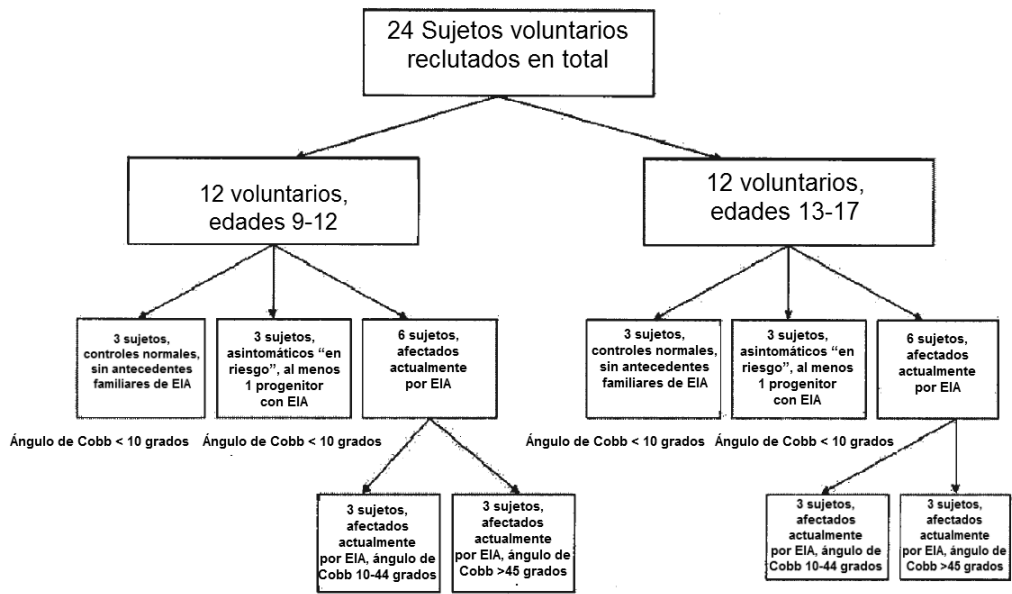 24 Sujetos voluntarios
reclutados en total
12 voluntarios,
edades 9-12
12 voluntarios,
edades 13-17
3 sujetos,
controles normales,
sin antecedentes
familiares de EIA
3 sujetos,
asintomáticos “en
riesgo”, al menos
1 progenitor
con EIA
6 sujetos,
afectados
actualmente
por EIA
3 sujetos,
controles normales,
sin antecedentes
familiares de EIA
3 sujetos,
asintomáticos “en
riesgo”, al menos
1 progenitor
con EIA
6 sujetos,
afectados
actualmente
por EIA
Ángulo de Cobb < 10 grados
Ángulo de Cobb < 10 grados
Ángulo de Cobb < 10 grados
Ángulo de Cobb < 10 grados
3 sujetos,
afectados
actualmente
por EIA, ángulo de
Cobb 10-44 grados
3 sujetos,
afectados
actualmente
por EIA, ángulo de
Cobb >45 grados
3 sujetos,
afectados
actualmente
por EIA, ángulo de
Cobb 10-44 grados
3 sujetos,
afectados
actualmente
por EIA, ángulo de
Cobb >45 grados